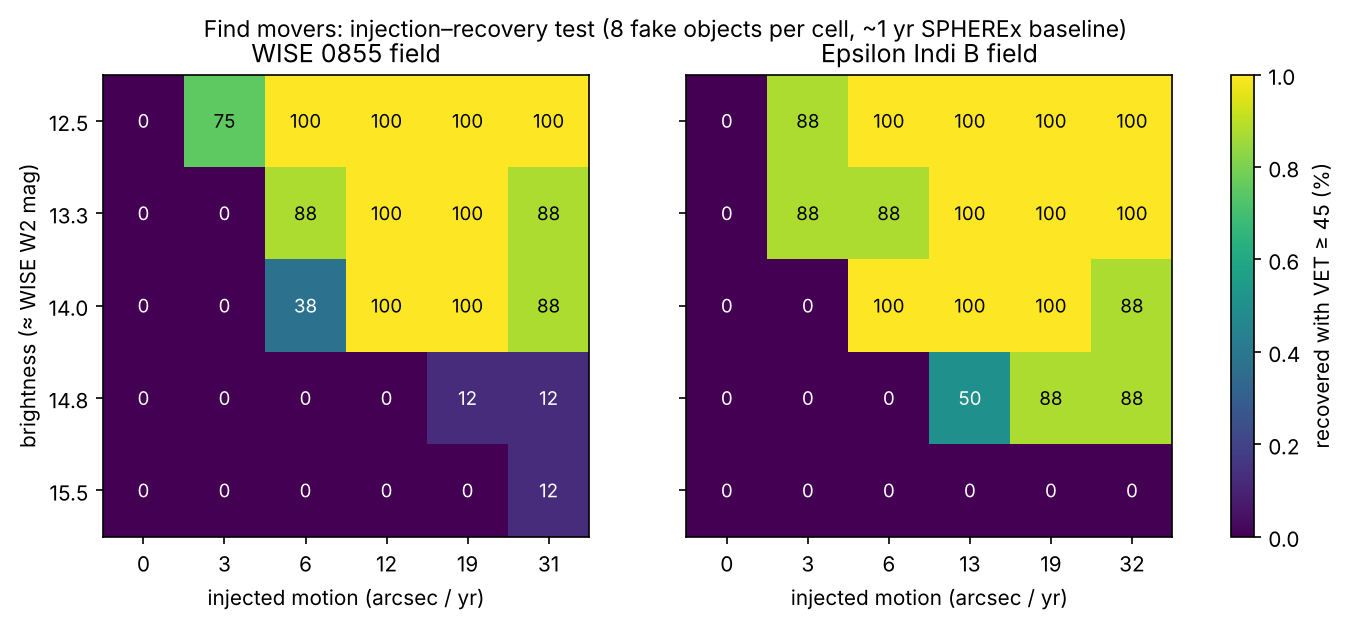 Find movers: injection–recovery test (8 fake objects per cell, ~1 yr SPHEREx baseline)
WISE 0855 field
Epsilon Indi B field
brightness (≈ WISE W2 mag)
12.5
13.3
14.0
14.8
15.5
0 75 100 100 100 100
0 0 88 100 100 88
0 0 38 100 100 88
0 0 0 0 12 12
0 0 0 0 0 12
0 3 6 12 19 31
injected motion (arcsec / yr)
0 88 100 100 100 100
0 88 88 100 100 100
0 0 100 100 100 88
0 0 0 50 88 88
0 0 0 0 0 0
0 3 6 13 19 32
injected motion (arcsec / yr)
1.0
0.8
0.6
0.4
0.2
0.0
recovered with VET ≥ 45 (%)